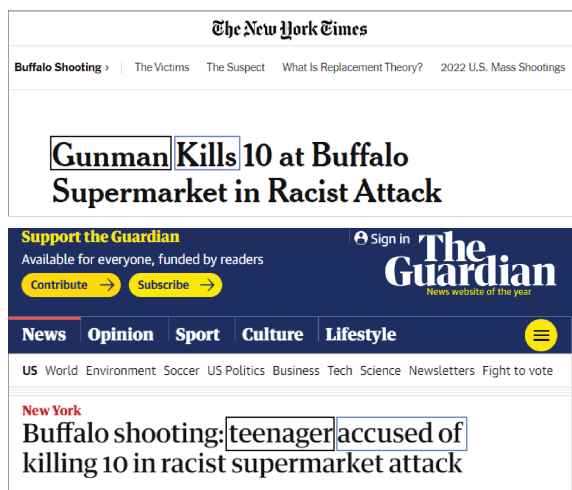 The New York Times
Buffalo Shooting › The Victims The Suspect What Is Replacement Theory? 2022 U.S. Mass Shootings
Gunman Kills 10 at Buffalo
Supermarket in Racist Attack
Support the Guardian
Available for everyone, funded by readers
Contribute → Subscribe →
Sign in
The
Guardian
News website of the year
News Opinion Sport Culture Lifestyle
US World Environment Soccer US Politics Business Tech Science Newsletters Fight to vote
New York
Buffalo shooting: teenager accused of
killing 10 in racist supermarket attack